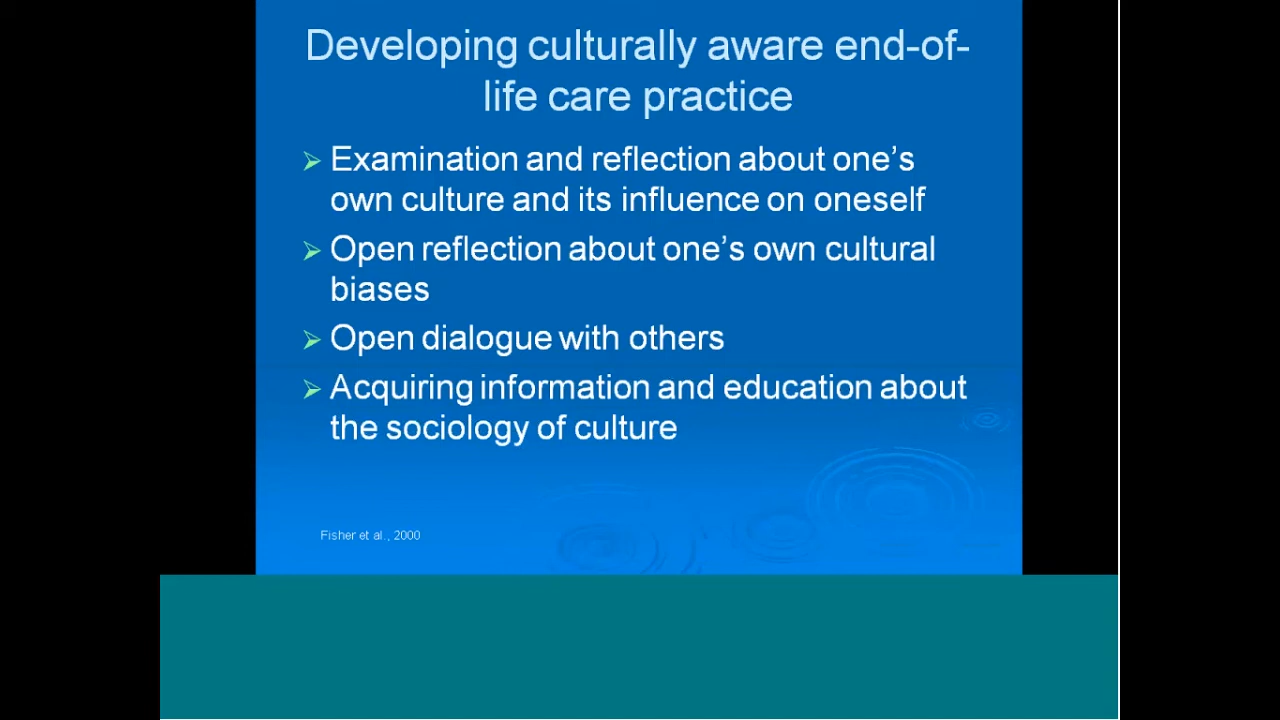 Developing culturally aware end-of-
life care practice
Examination and reflection about one’s
own culture and its influence on oneself
Open reflection about one’s own cultural
biases
Open dialogue with others
Acquiring information and education about
the sociology of culture
Fisher et al., 2000